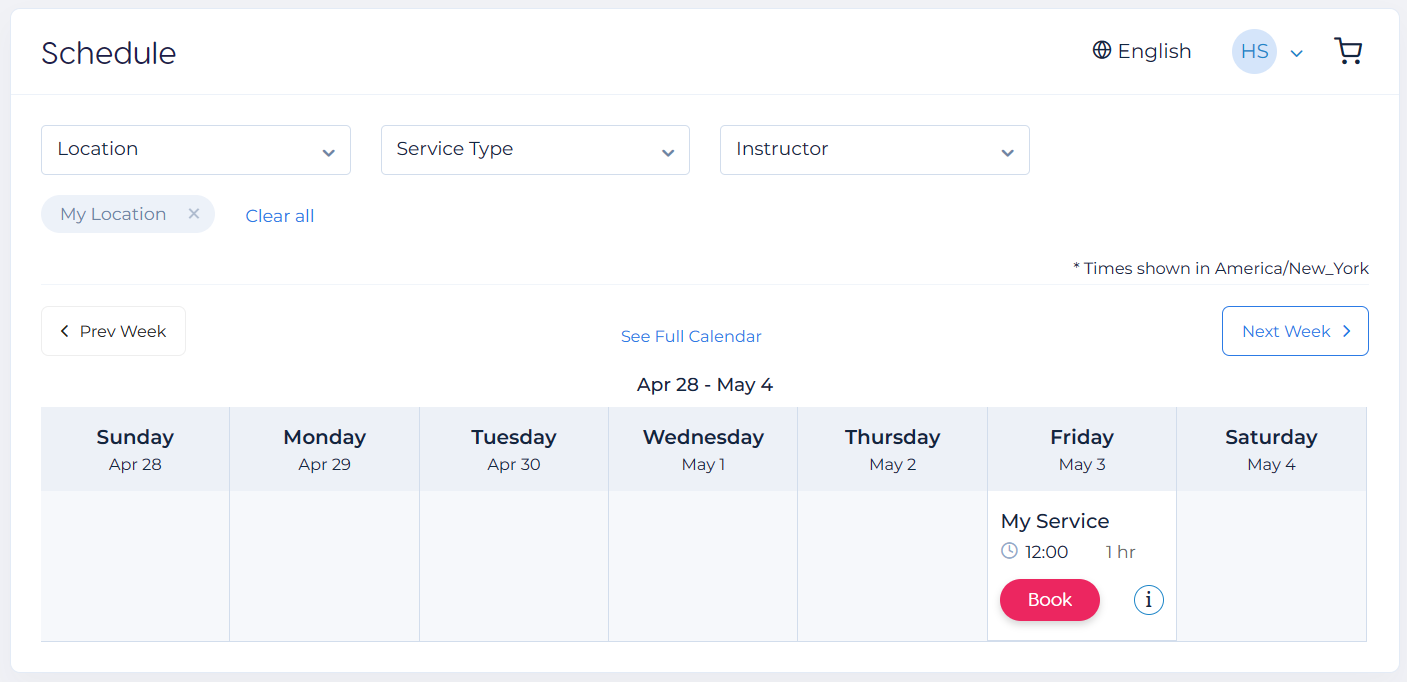 Schedule
English
HS
Location
Service Type
Instructor
My Location
Clear all
* Times shown in America/New_York
Prev Week
See Full Calendar
Next Week
Apr 28 - May 4
Sunday
Apr 28
Monday
Apr 29
Tuesday
Apr 30
Wednesday
May 1
Thursday
May 2
Friday
May 3
Saturday
May 4
My Service
12:00 1 hr
Book
i